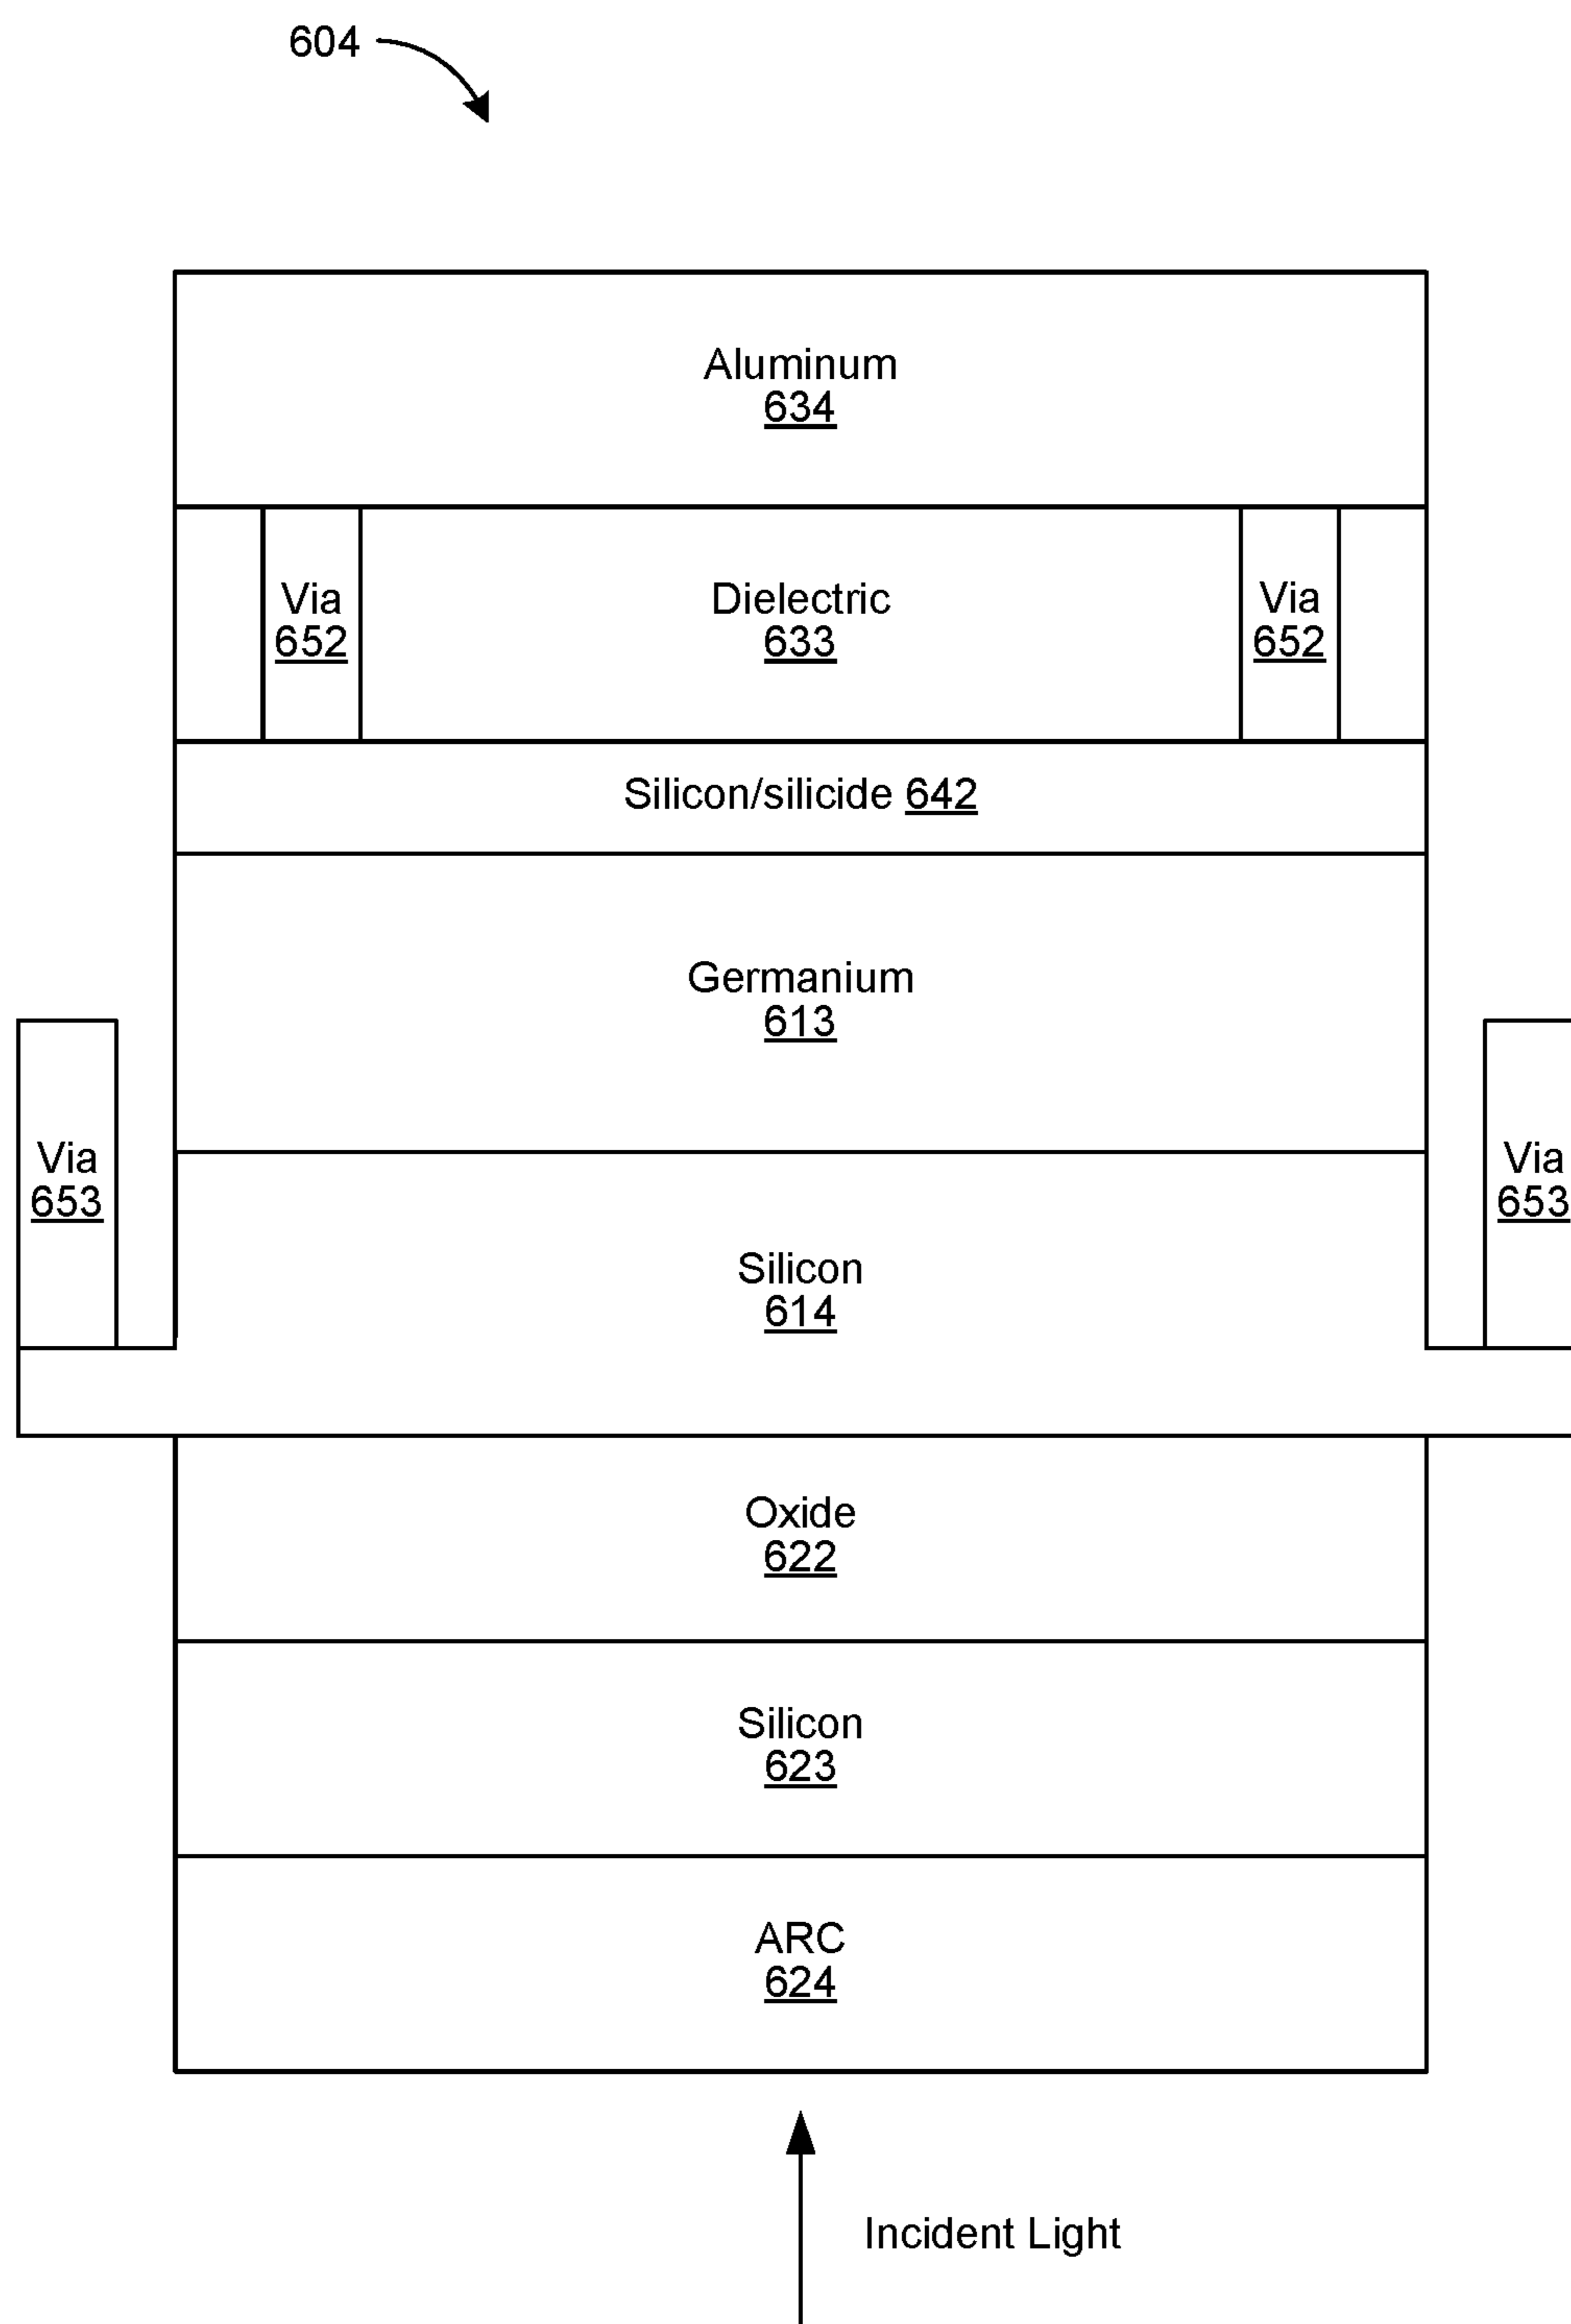 604
Aluminum
634
Via
652
Dielectric
633
Via
652
Silicon/silicide 642
Germanium
613
Via
653
Via
653
Silicon
614
Oxide
622
Silicon
623
ARC
624
Incident Light